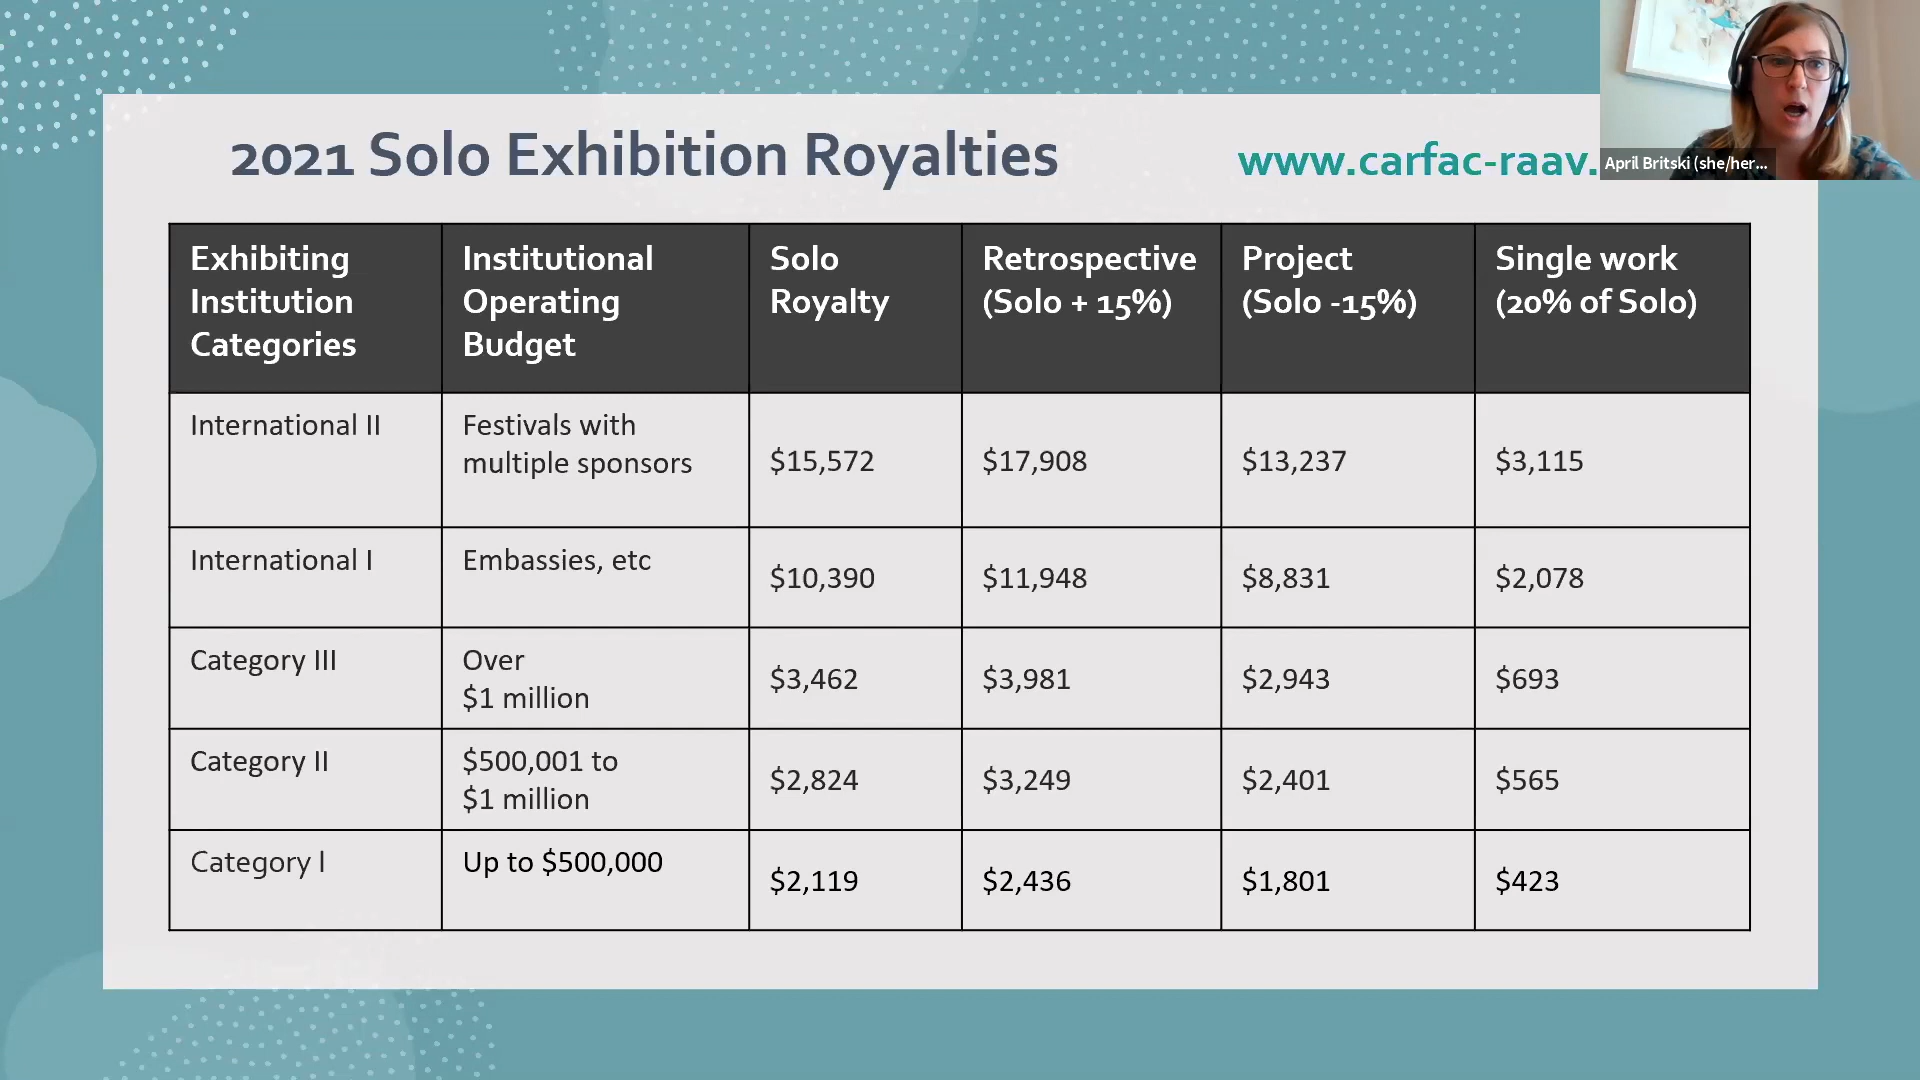 2021 Solo Exhibition Royalties
www.carfac-raav.
April Britski (she/her...
Exhibiting
Institution
Categories
Institutional
Operating
Budget
Solo
Royalty
Retrospective
(Solo + 15%)
Project
(Solo -15%)
Single work
(20% of Solo)
International II
Festivals with
multiple sponsors
$15,572
$17,908
$13,237
$3,115
International I
Embassies, etc
$10,390
$11,948
$8,831
$2,078
Category III
Over
$1 million
$3,462
$3,981
$2,943
$693
Category II
$500,001 to
$1 million
$2,824
$3,249
$2,401
$565
Category I
Up to $500,000
$2,119
$2,436
$1,801
$423